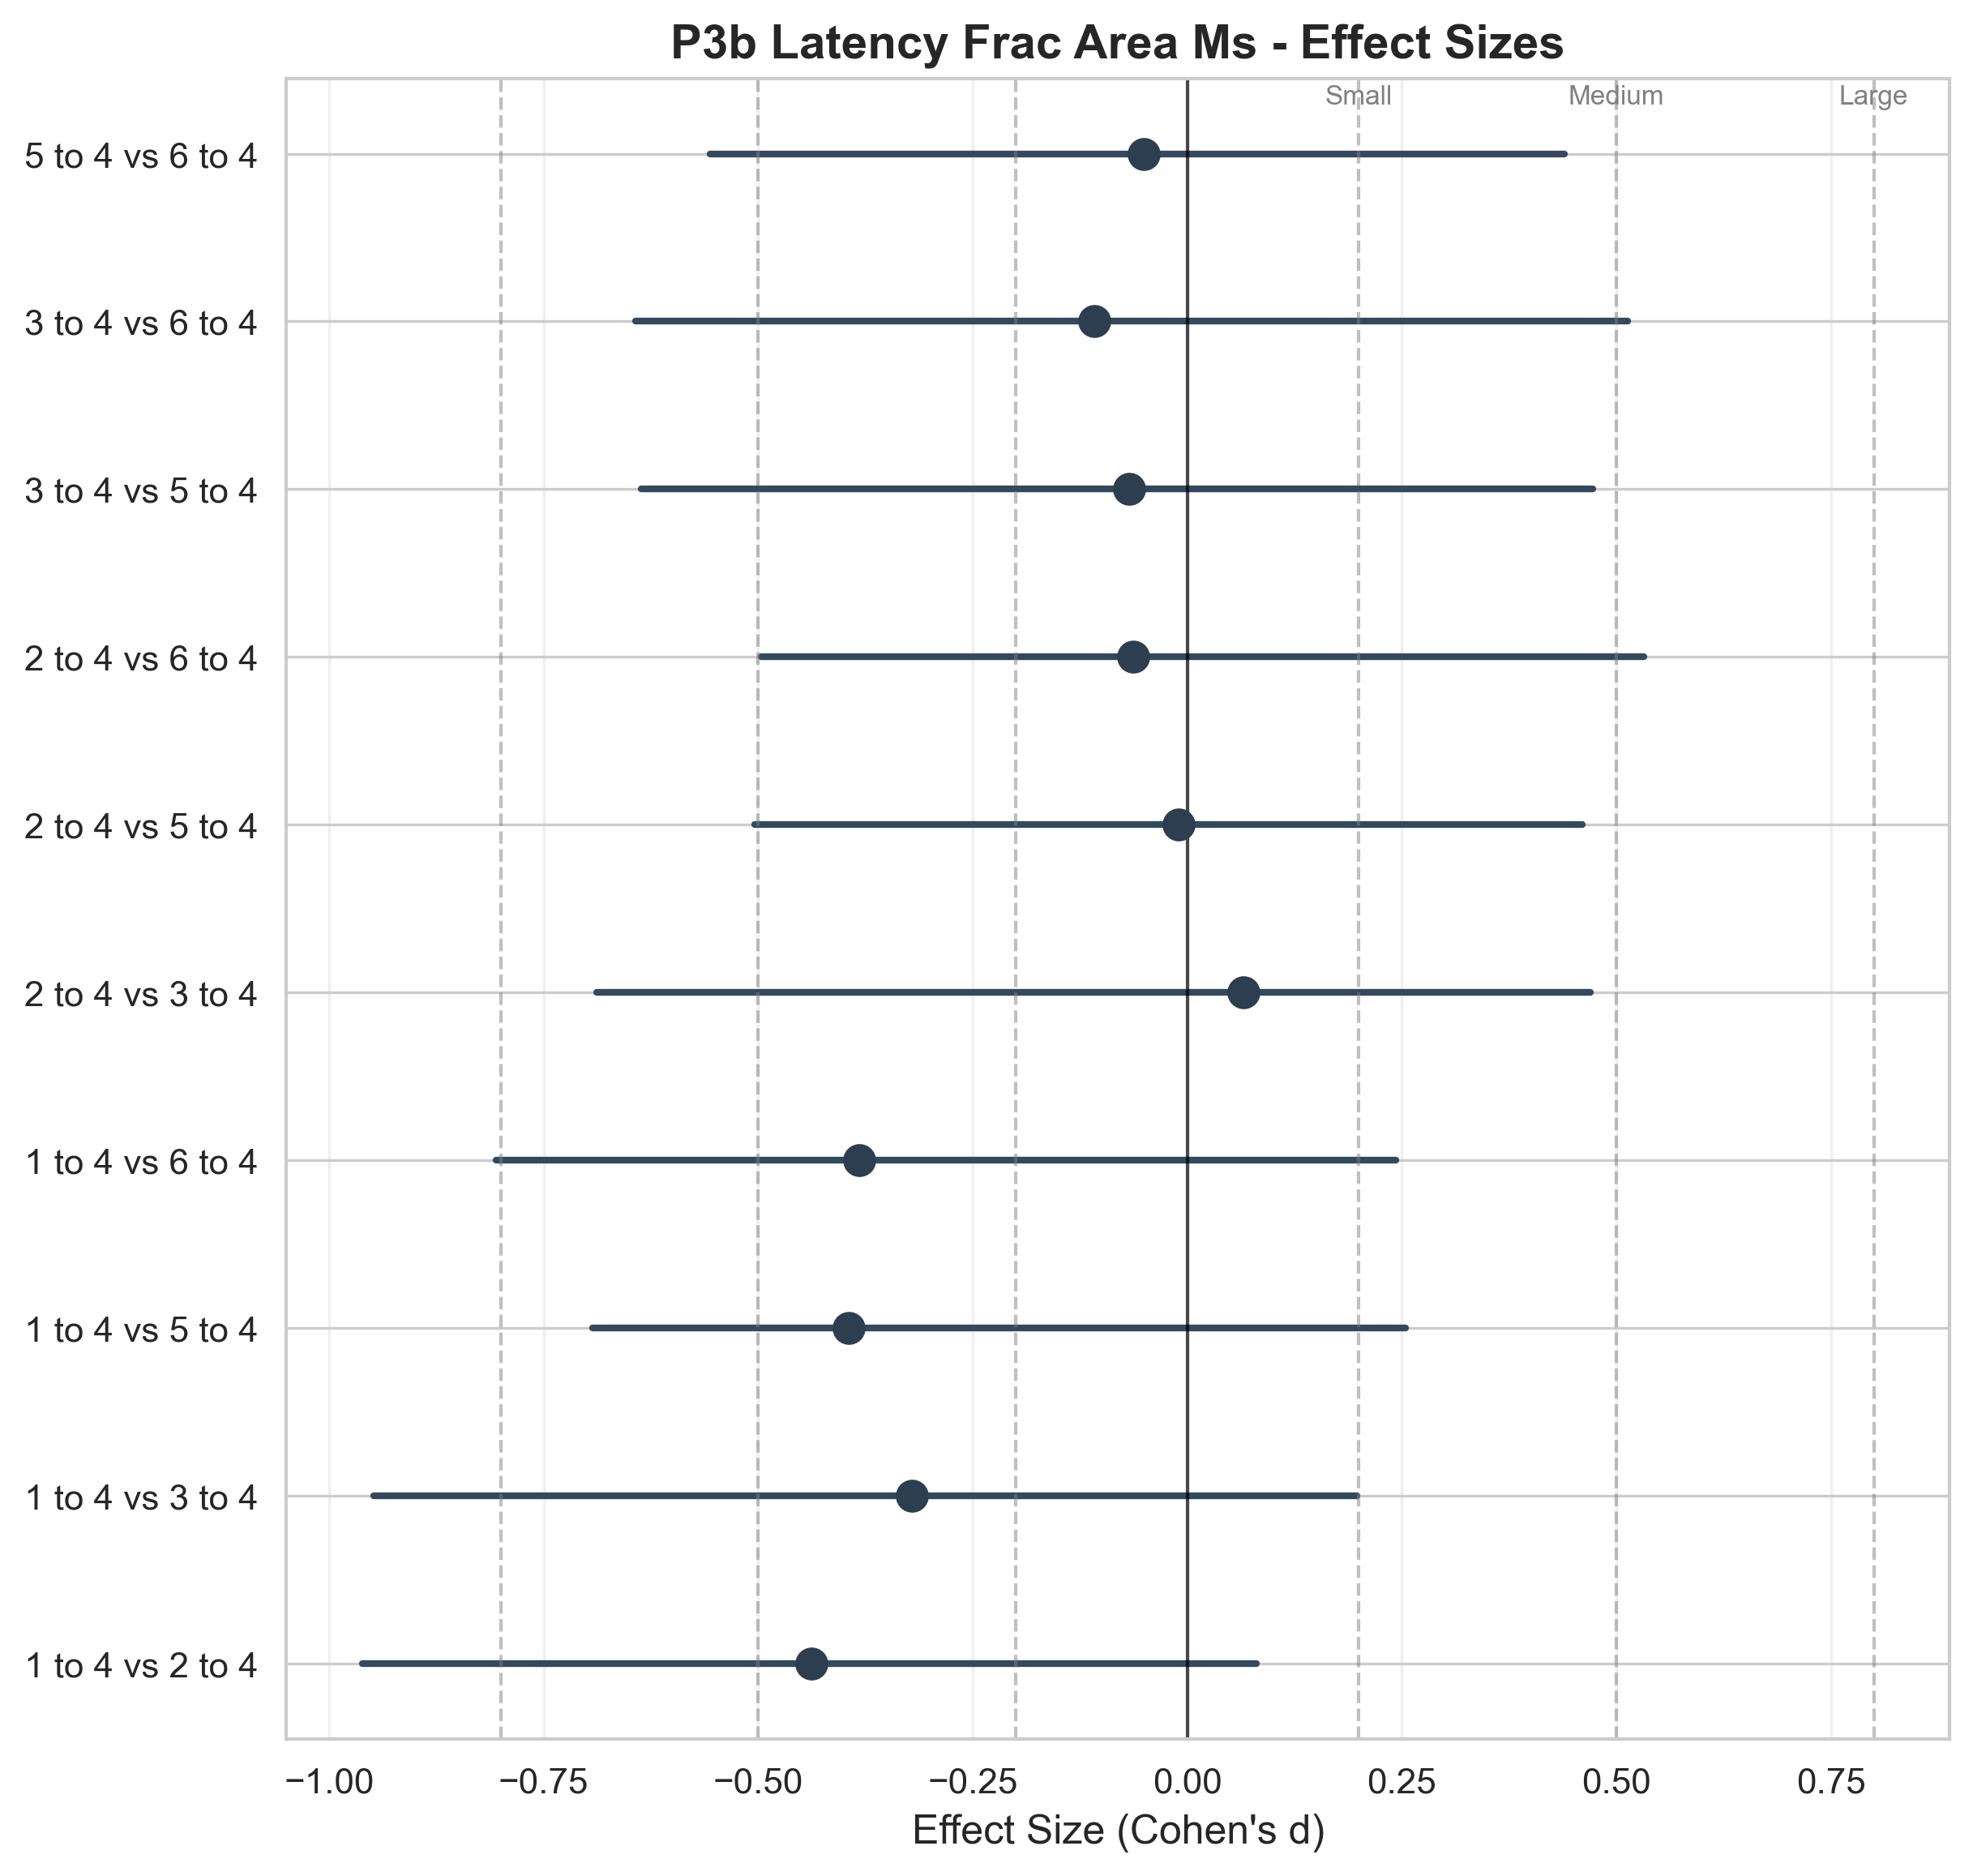 P3b Latency Frac Area Ms - Effect Sizes
Small
Medium
Large
5 to 4 vs 6 to 4
3 to 4 vs 6 to 4
3 to 4 vs 5 to 4
2 to 4 vs 6 to 4
2 to 4 vs 5 to 4
2 to 4 vs 3 to 4
1 to 4 vs 6 to 4
1 to 4 vs 5 to 4
1 to 4 vs 3 to 4
1 to 4 vs 2 to 4
−1.00
−0.75
−0.50
−0.25
0.00
0.25
0.50
0.75
Effect Size (Cohen's d)